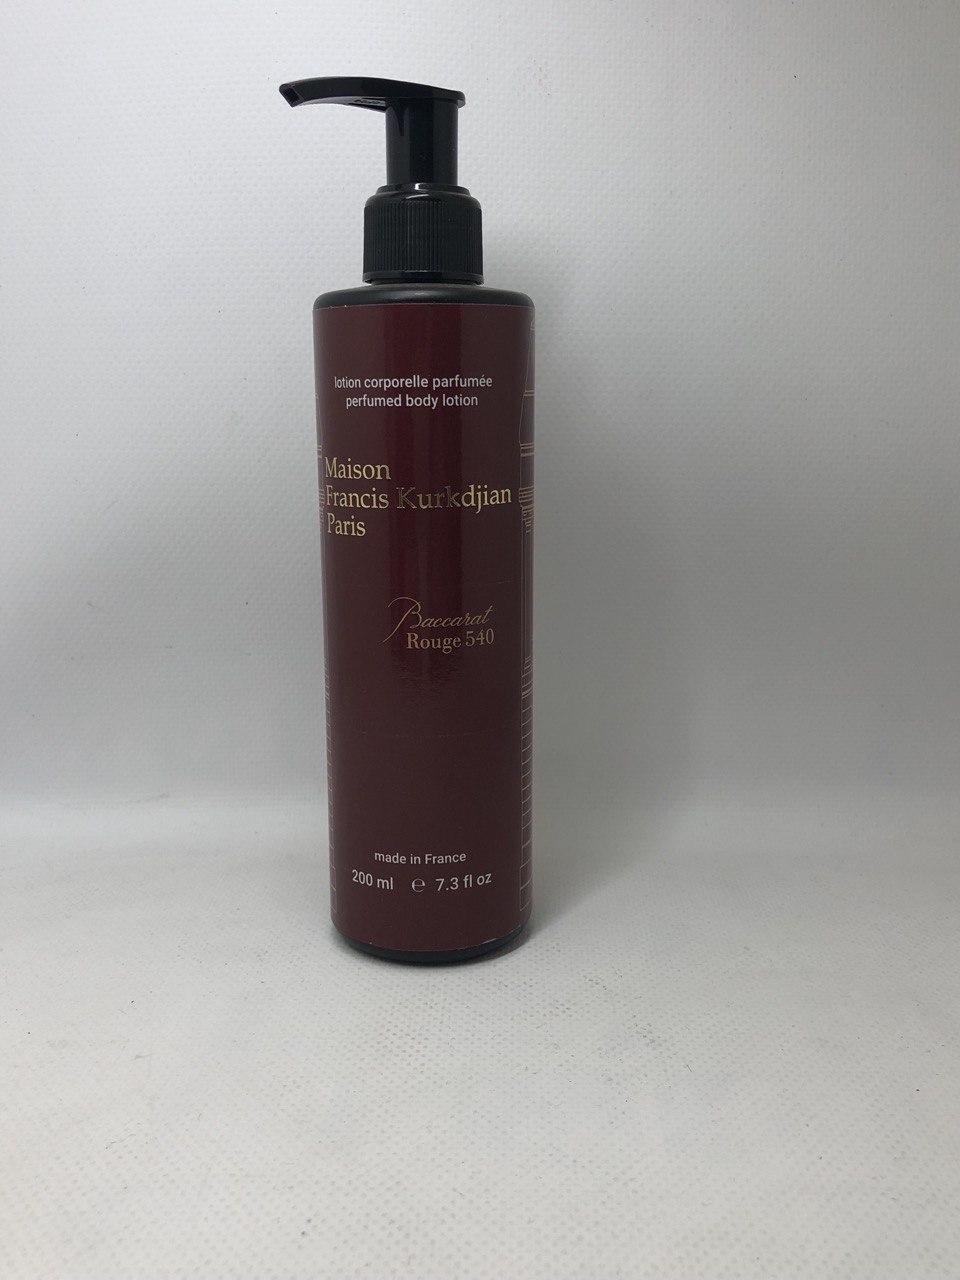 lotion corporelle parfumée
perfumed body lotion
Maison
Francis Kurkdjian
Paris
Baccarat
Rouge 540
made in France
200 ml ℮ 7.3 fl oz